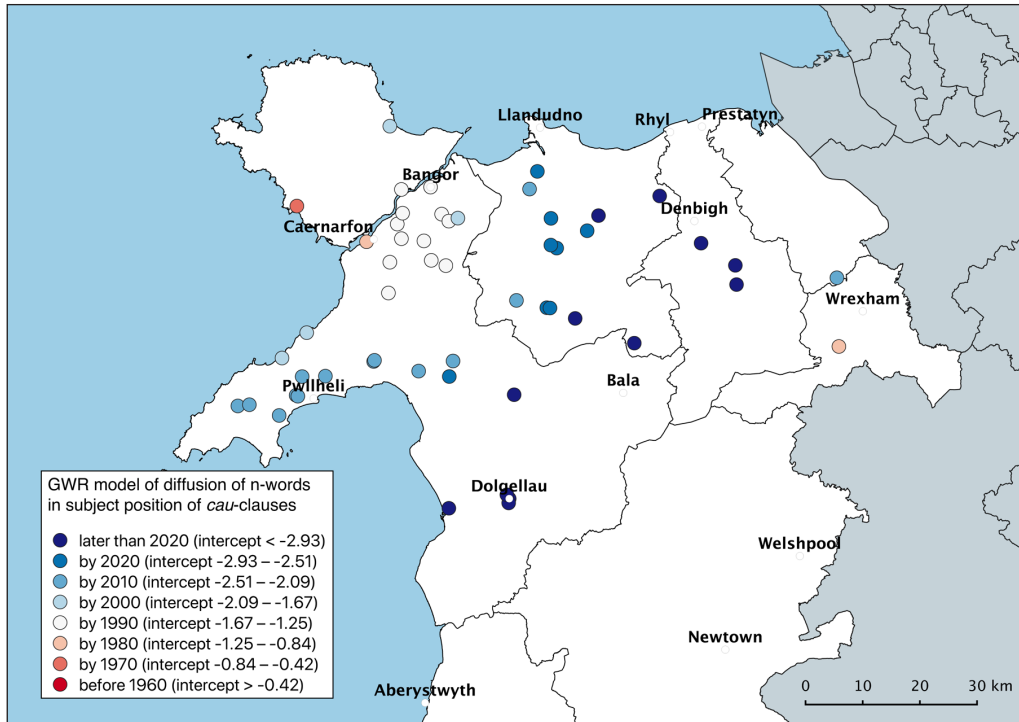 Llandudno
Rhyl
Prestatyn
Bangor
Denbigh
Caernarfon
Wrexham
Pwllheli
Bala
Dolgellau
Welshpool
Newtown
Aberystwyth
GWR model of diffusion of n-words
in subject position of cau-clauses
later than 2020 (intercept < -2.93)
by 2020 (intercept -2.93 – -2.51)
by 2010 (intercept -2.51 – -2.09)
by 2000 (intercept -2.09 – -1.67)
by 1990 (intercept -1.67 – -1.25)
by 1980 (intercept -1.25 – -0.84)
by 1970 (intercept -0.84 – -0.42)
before 1960 (intercept > -0.42)
0 10 20 30 km